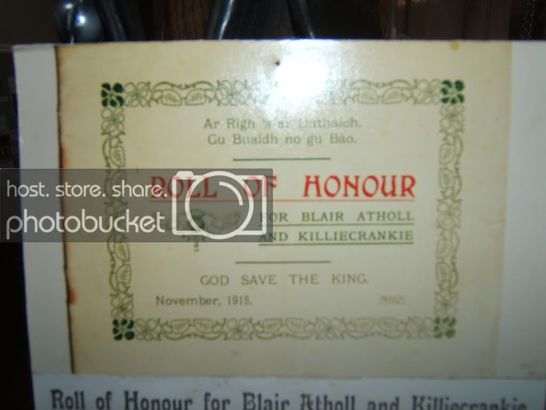 Ar Righ 's ar Duthaich.
Gu Buaidh no gu Bàs.
ROLL OF HONOUR
FOR BLAIR ATHOLL
AND KILLIECRANKIE
GOD SAVE THE KING.
November, 1915.
host. store. share.
photobucket
Roll of Honour for Blair Atholl and Killiecrankie